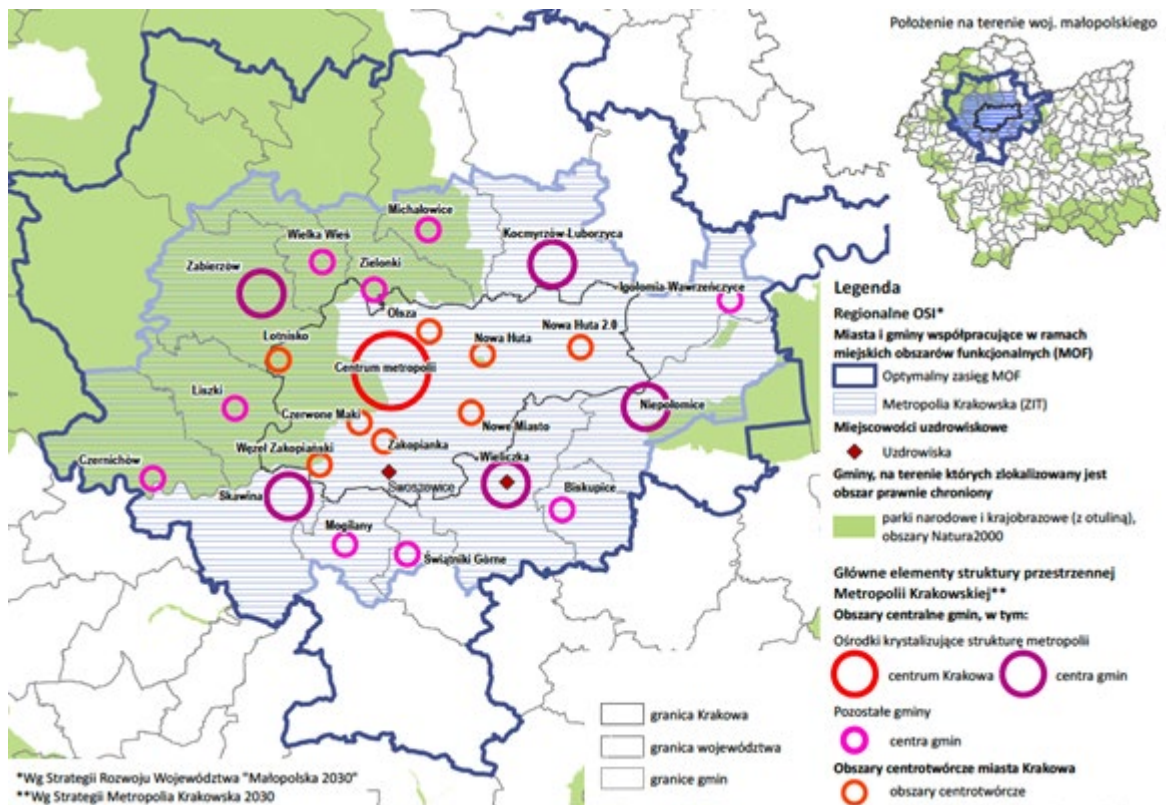 Położenie na terenie woj. małopolskiego
Michałowice
Wielka Wieś
Kocmyrzów-Luborzyca
Zabierzów
Zielonki
Igołomia-Wawrzeńczyce
Olsza
Lotnisko
Nowa Huta
Nowa Huta 2.0
Centrum metropolii
Liszki
Niepołomice
Czerwone Maki
Nowe Miasto
Zakopianka
Węzeł Zakopiański
Wieliczka
Czernichów
Skawina
Swoszowice
Biskupice
Mogilany
Świątniki Górne
Legenda
Regionalne OSI*
Miasta i gminy współpracujące w ramach
miejskich obszarów funkcjonalnych (MOF)
Optymalny zasięg MOF
Metropolia Krakowska (ZIT)
Miejscowości uzdrowiskowe
Uzdrowiska
Gminy, na terenie których zlokalizowany jest
obszar prawnie chroniony
parki narodowe i krajobrazowe (z otuliną),
obszary Natura2000
Główne elementy struktury przestrzennej
Metropolii Krakowskiej**
Obszary centralne gmin, w tym:
Ośrodki krystalizujące strukturę metropolii
centrum Krakowa
centra gmin
Pozostałe gminy
centra gmin
Obszary centrotwórcze miasta Krakowa
obszary centrotwórcze
granica Krakowa
granica województwa
granice gmin
*Wg Strategii Rozwoju Województwa "Małopolska 2030"
**Wg Strategii Metropolia Krakowska 2030